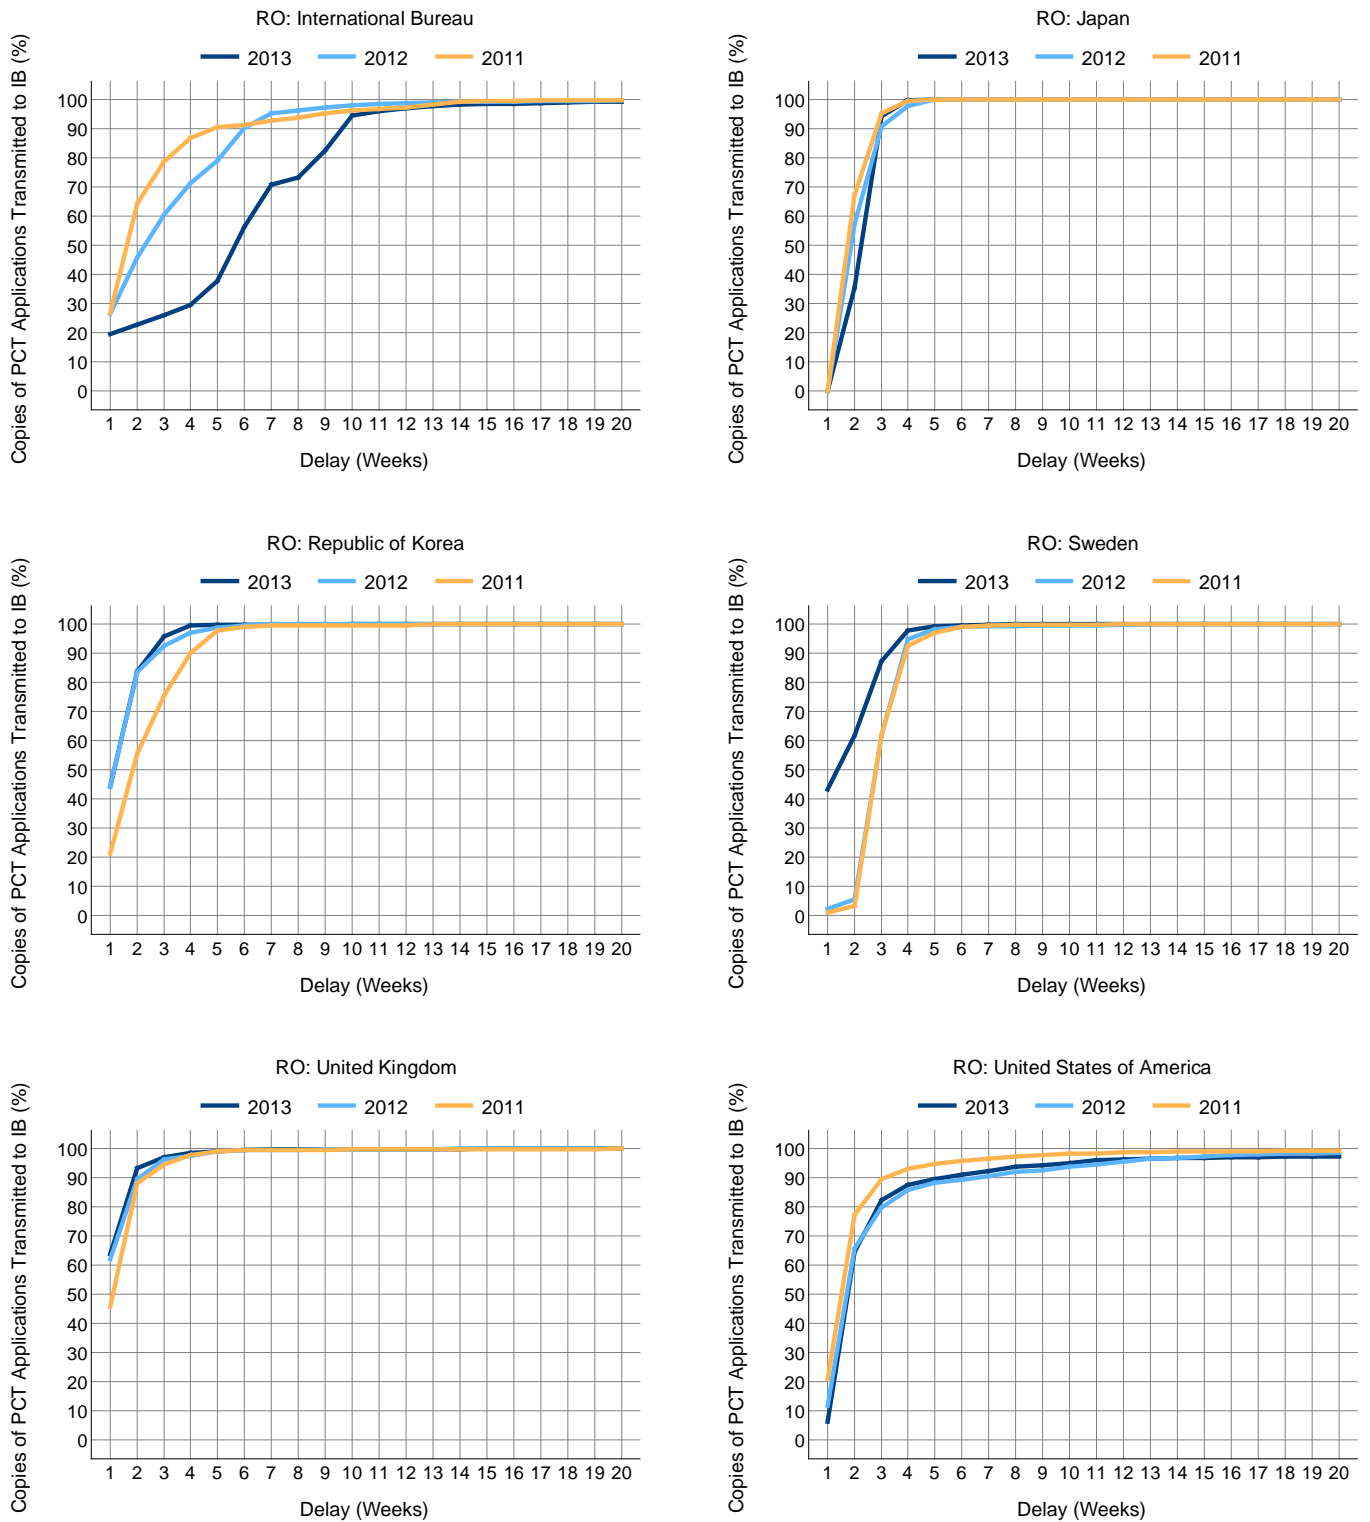 RO: International Bureau
2013 2012 2011
Copies of PCT Applications Transmitted to IB (%)
100
90
80
70
60
50
40
30
20
10
0
1 2 3 4 5 6 7 8 9 10 11 12 13 14 15 16 17 18 19 20
Delay (Weeks)
RO: Japan
2013 2012 2011
Copies of PCT Applications Transmitted to IB (%)
100
90
80
70
60
50
40
30
20
10
0
1 2 3 4 5 6 7 8 9 10 11 12 13 14 15 16 17 18 19 20
Delay (Weeks)
RO: Republic of Korea
2013 2012 2011
Copies of PCT Applications Transmitted to IB (%)
100
90
80
70
60
50
40
30
20
10
0
1 2 3 4 5 6 7 8 9 10 11 12 13 14 15 16 17 18 19 20
Delay (Weeks)
RO: Sweden
2013 2012 2011
Copies of PCT Applications Transmitted to IB (%)
100
90
80
70
60
50
40
30
20
10
0
1 2 3 4 5 6 7 8 9 10 11 12 13 14 15 16 17 18 19 20
Delay (Weeks)
RO: United Kingdom
2013 2012 2011
Copies of PCT Applications Transmitted to IB (%)
100
90
80
70
60
50
40
30
20
10
0
1 2 3 4 5 6 7 8 9 10 11 12 13 14 15 16 17 18 19 20
Delay (Weeks)
RO: United States of America
2013 2012 2011
Copies of PCT Applications Transmitted to IB (%)
100
90
80
70
60
50
40
30
20
10
0
1 2 3 4 5 6 7 8 9 10 11 12 13 14 15 16 17 18 19 20
Delay (Weeks)